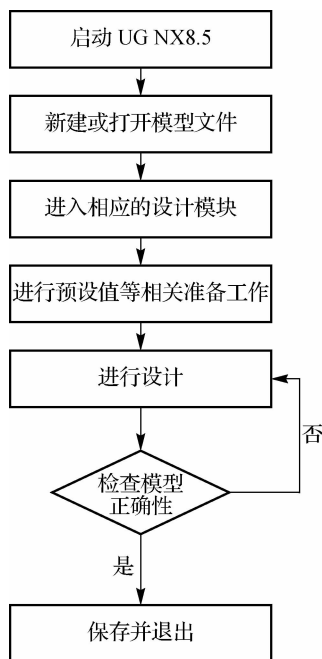 启动 UG NX8.5
新建或打开模型文件
进入相应的设计模块
进行预设值等相关准备工作
进行设计
否
检查模型
正确性
是
保存并退出